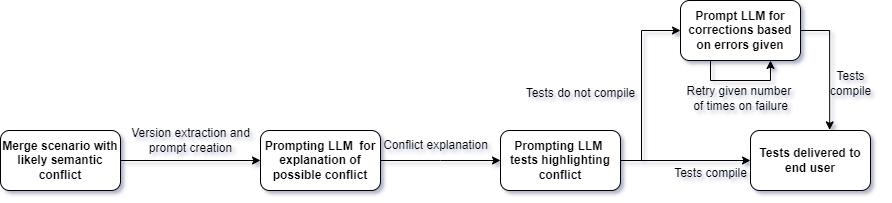 Prompt LLM for
corrections based
on errors given
Tests do not compile
Retry given number
of times on failure
Tests
compile
Merge scenario with
likely semantic
conflict
Version extraction and
prompt creation
Prompting LLM for
explanation of
possible conflict
Conflict explanation
Prompting LLM
tests highlighting
conflict
Tests compile
Tests delivered to
end user